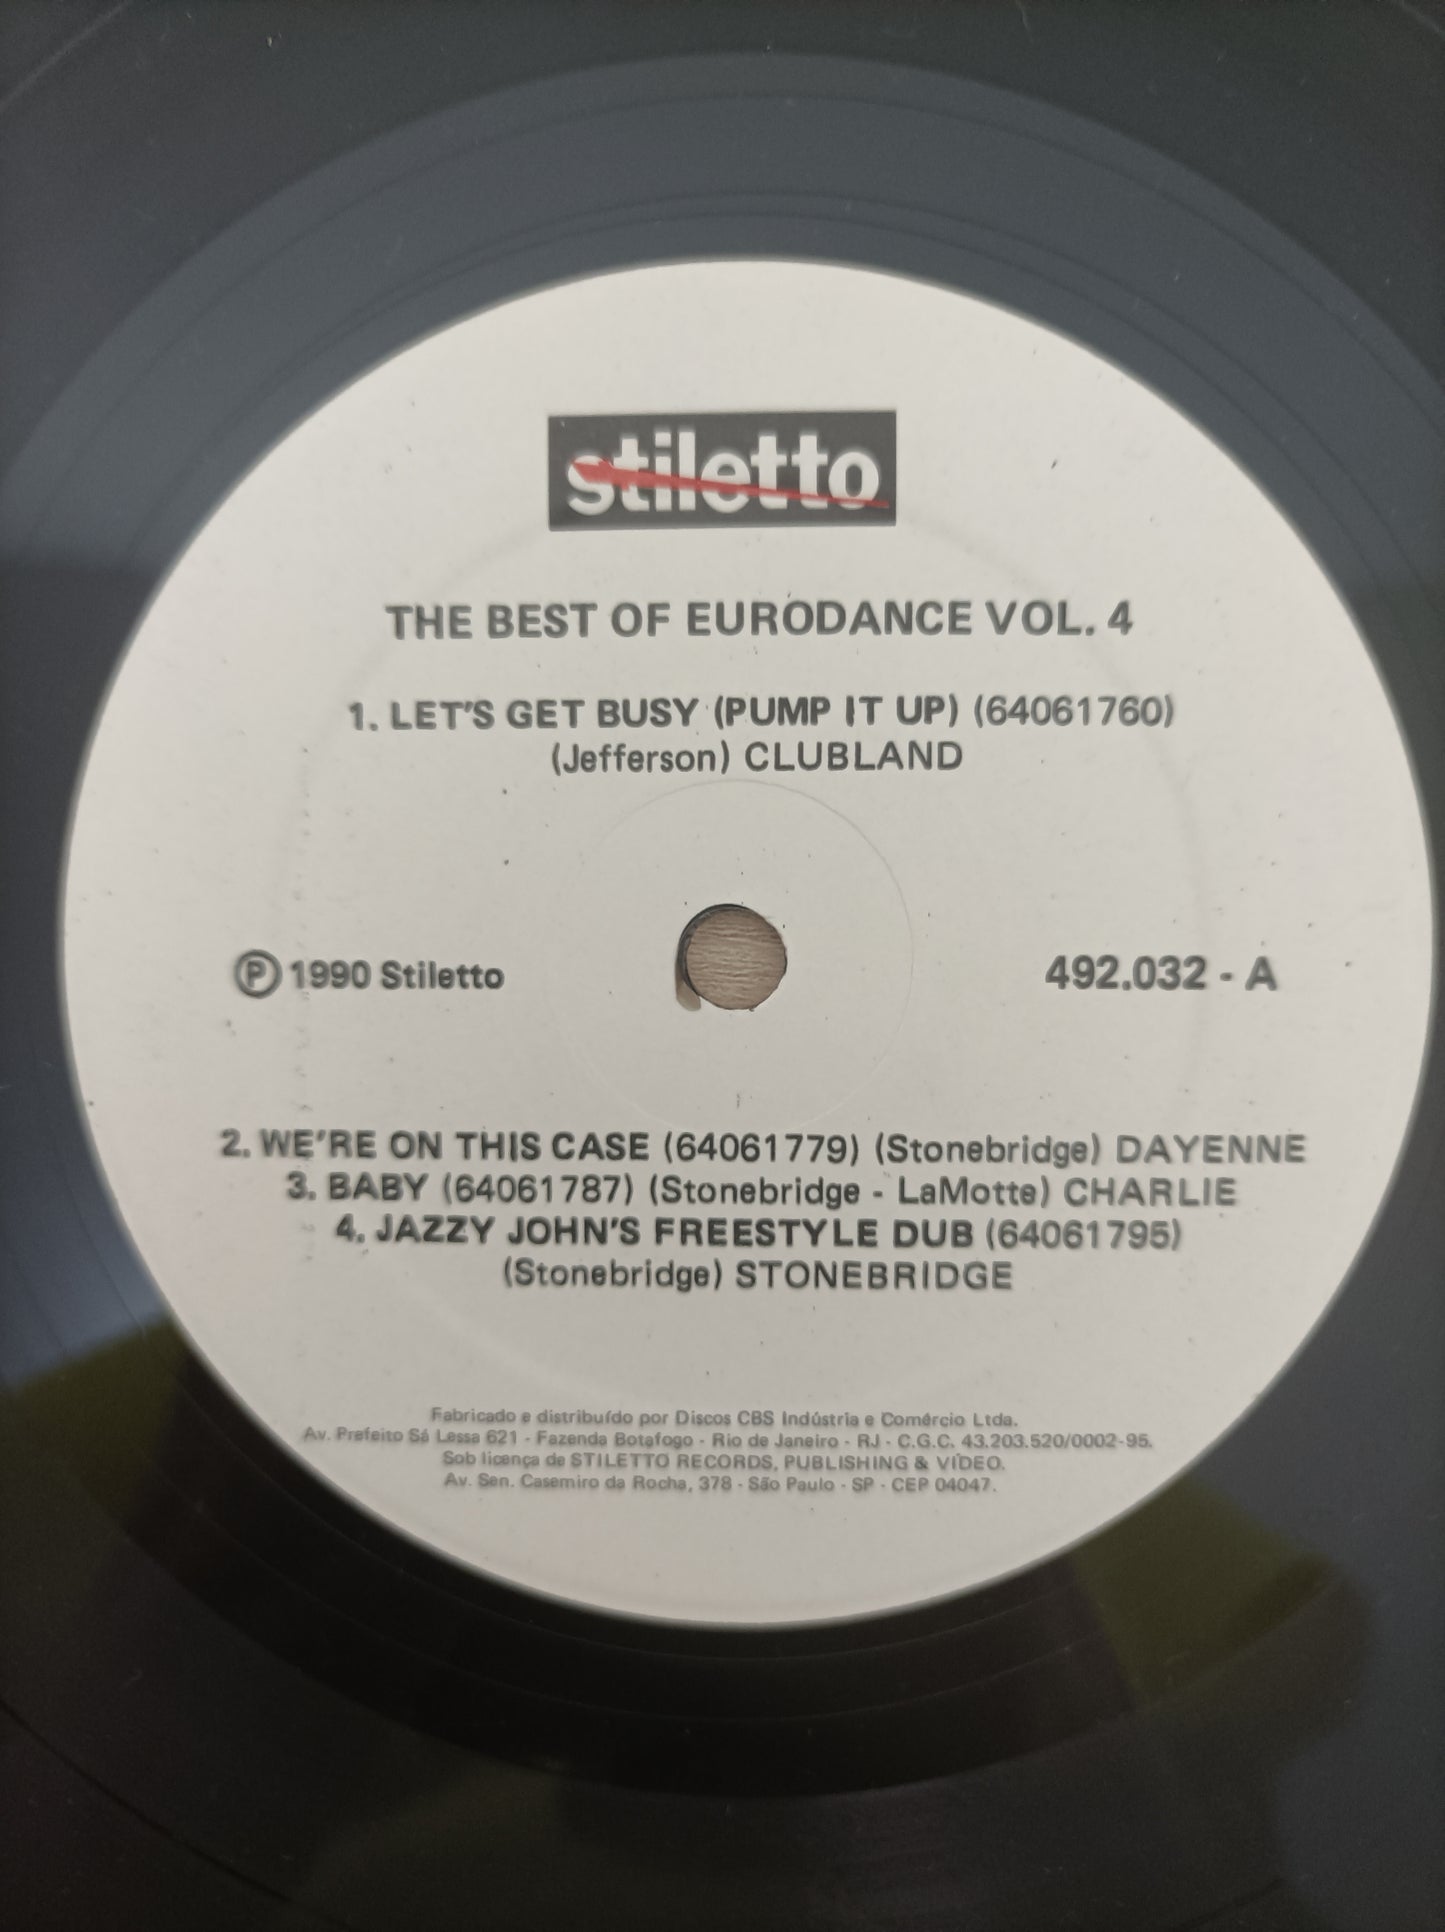 stiletto
THE BEST OF EURODANCE VOL. 4
1. LET'S GET BUSY (PUMP IT UP) (64061760)
(Jefferson) CLUBLAND
Ⓟ 1990 Stiletto
492.032 - A
2. WE'RE ON THIS CASE (64061779) (Stonebridge) DAYENNE
3. BABY (64061787) (Stonebridge - LaMotte) CHARLIE
4. JAZZY JOHN'S FREESTYLE DUB (64061795)
(Stonebridge) STONEBRIDGE
Fabricado e distribuído por Discos CBS Indústria e Comércio Ltda.
Av. Prefeito Sá Lessa 621 - Fazenda Botafogo - Rio de Janeiro - RJ - C.G.C. 43.203.520/0002-95.
Sob licença de STILETTO RECORDS, PUBLISHING & VÍDEO.
Av. Sen. Casemiro da Rocha, 378 - São Paulo - SP - CEP 04047.